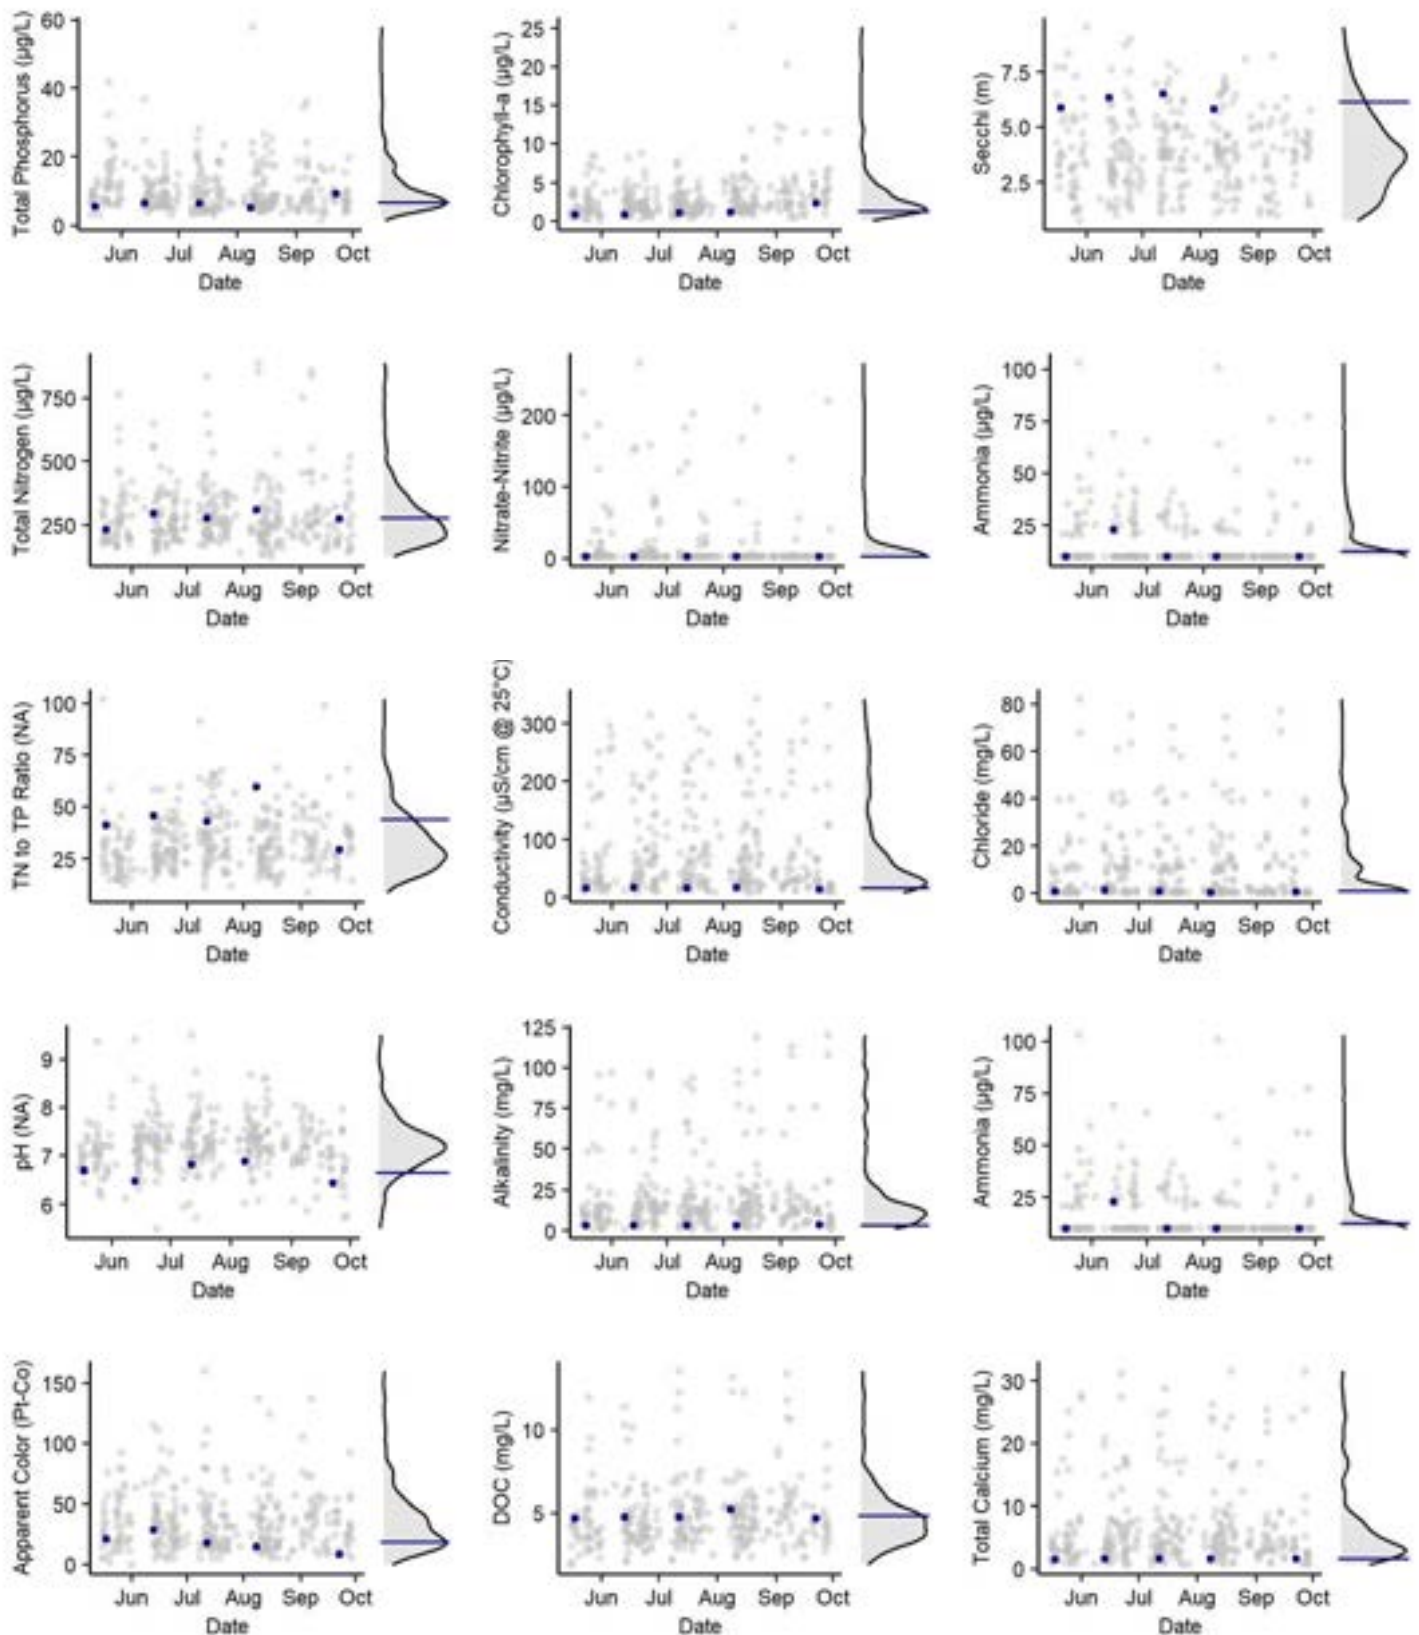 Total Phosphorus (µg/L)
60
40
20
0
Jun Jul Aug Sep Oct
Date
Chlorophyll-a (µg/L)
25
20
15
10
5
0
Jun Jul Aug Sep Oct
Date
Secchi (m)
7.5
5.0
2.5
Jun Jul Aug Sep Oct
Date
Total Nitrogen (µg/L)
750
500
250
Jun Jul Aug Sep Oct
Date
Nitrate-Nitrite (µg/L)
200
100
0
Jun Jul Aug Sep Oct
Date
Ammonia (µg/L)
100
75
50
25
Jun Jul Aug Sep Oct
Date
TN to TP Ratio (NA)
100
75
50
25
Jun Jul Aug Sep Oct
Date
Conductivity (µS/cm @ 25°C)
300
200
100
0
Jun Jul Aug Sep Oct
Date
Chloride (mg/L)
80
60
40
20
0
Jun Jul Aug Sep Oct
Date
pH (NA)
9
8
7
6
Jun Jul Aug Sep Oct
Date
Alkalinity (mg/L)
125
100
75
50
25
0
Jun Jul Aug Sep Oct
Date
Ammonia (µg/L)
100
75
50
25
Jun Jul Aug Sep Oct
Date
Apparent Color (Pt-Co)
150
100
50
0
Jun Jul Aug Sep Oct
Date
DOC (mg/L)
10
5
Jun Jul Aug Sep Oct
Date
Total Calcium (mg/L)
30
20
10
0
Jun Jul Aug Sep Oct
Date